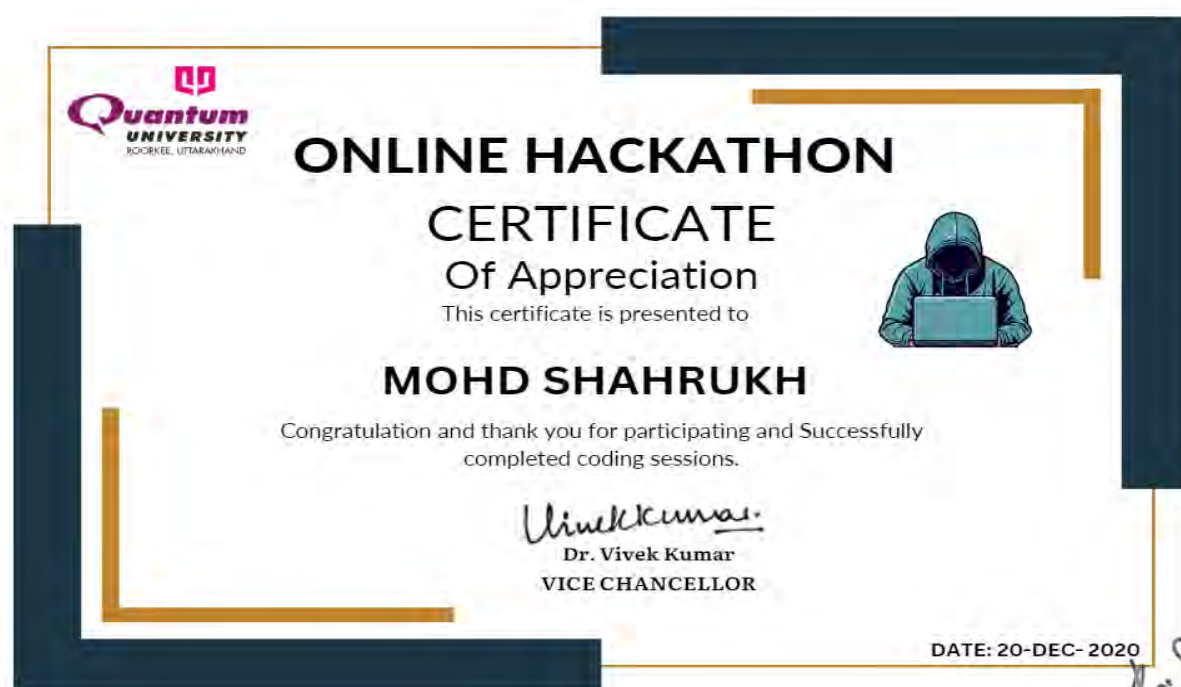 Quantum
UNIVERSITY
ROORKEE, UTTARAKHAND
ONLINE HACKATHON
CERTIFICATE
Of Appreciation
This certificate is presented to
MOHD SHAHRUKH
Congratulation and thank you for participating and Successfully
completed coding sessions.
Vivek Kumar
Dr. Vivek Kumar
VICE CHANCELLOR
DATE: 20-DEC- 2020